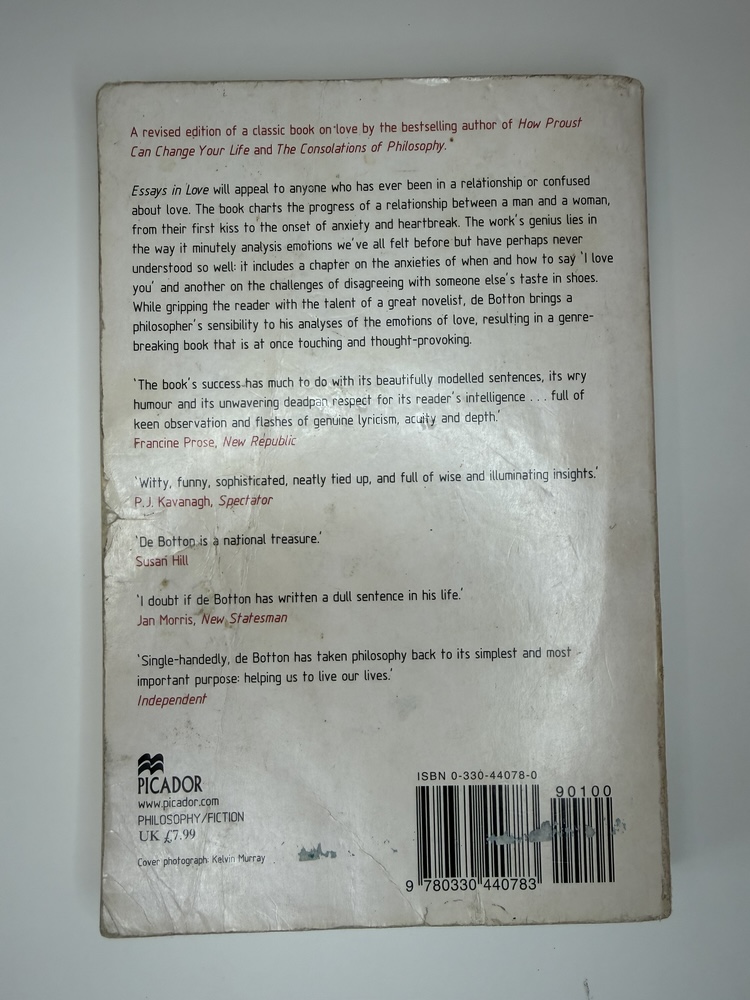 A revised edition of a classic book on love by the bestselling author of How Proust
Can Change Your Life and The Consolations of Philosophy.
Essays in Love will appeal to anyone who has ever been in a relationship or confused
about love. The book charts the progress of a relationship between a man and a woman,
from their first kiss to the onset of anxiety and heartbreak. The work's genius lies in
the way it minutely analysis emotions we've all felt before but have perhaps never
understood so well: it includes a chapter on the anxieties of when and how to say 'I love
you' and another on the challenges of disagreeing with someone else's taste in shoes.
While gripping the reader with the talent of a great novelist, de Botton brings a
philosopher's sensibility to his analyses of the emotions of love, resulting in a genre-
breaking book that is at once touching and thought-provoking.
'The book's success has much to do with its beautifully modelled sentences, its wry
humour and its unwavering deadpan respect for its reader's intelligence . . . full of
keen observation and flashes of genuine lyricism, acuity and depth.'
Francine Prose, New Republic
'Witty, funny, sophisticated, neatly tied up, and full of wise and illuminating insights.'
P.J. Kavanagh, Spectator
'De Botton is a national treasure.'
Susan Hill
'I doubt if de Botton has written a dull sentence in his life.'
Jan Morris, New Statesman
'Single-handedly, de Botton has taken philosophy back to its simplest and most
important purpose: helping us to live our lives.'
Independent
PICADOR
www.picador.com
PHILOSOPHY/FICTION
UK £7.99
Cover photograph: Kelvin Murray
ISBN 0-330-44078-0
90100
9 780330 440783